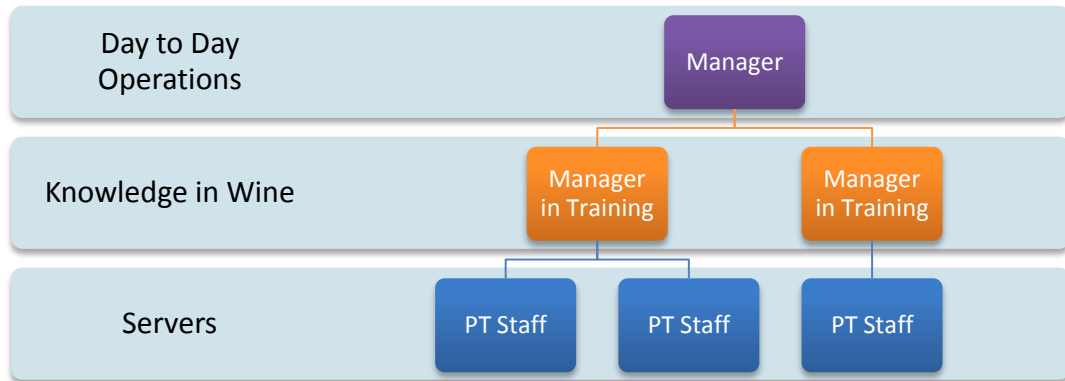 Day to Day
Operations
Manager
Knowledge in Wine
Manager
in Training
Manager
in Training
Servers
PT Staff
PT Staff
PT Staff